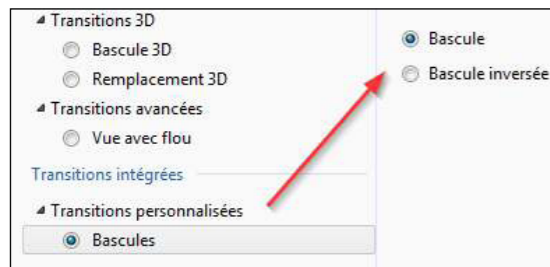 Transitions 3D
Bascule 3D
Remplacement 3D
Transitions avancées
Vue avec flou
Transitions intégrées
Transitions personnalisées
Bascules
Bascule
Bascule inversée